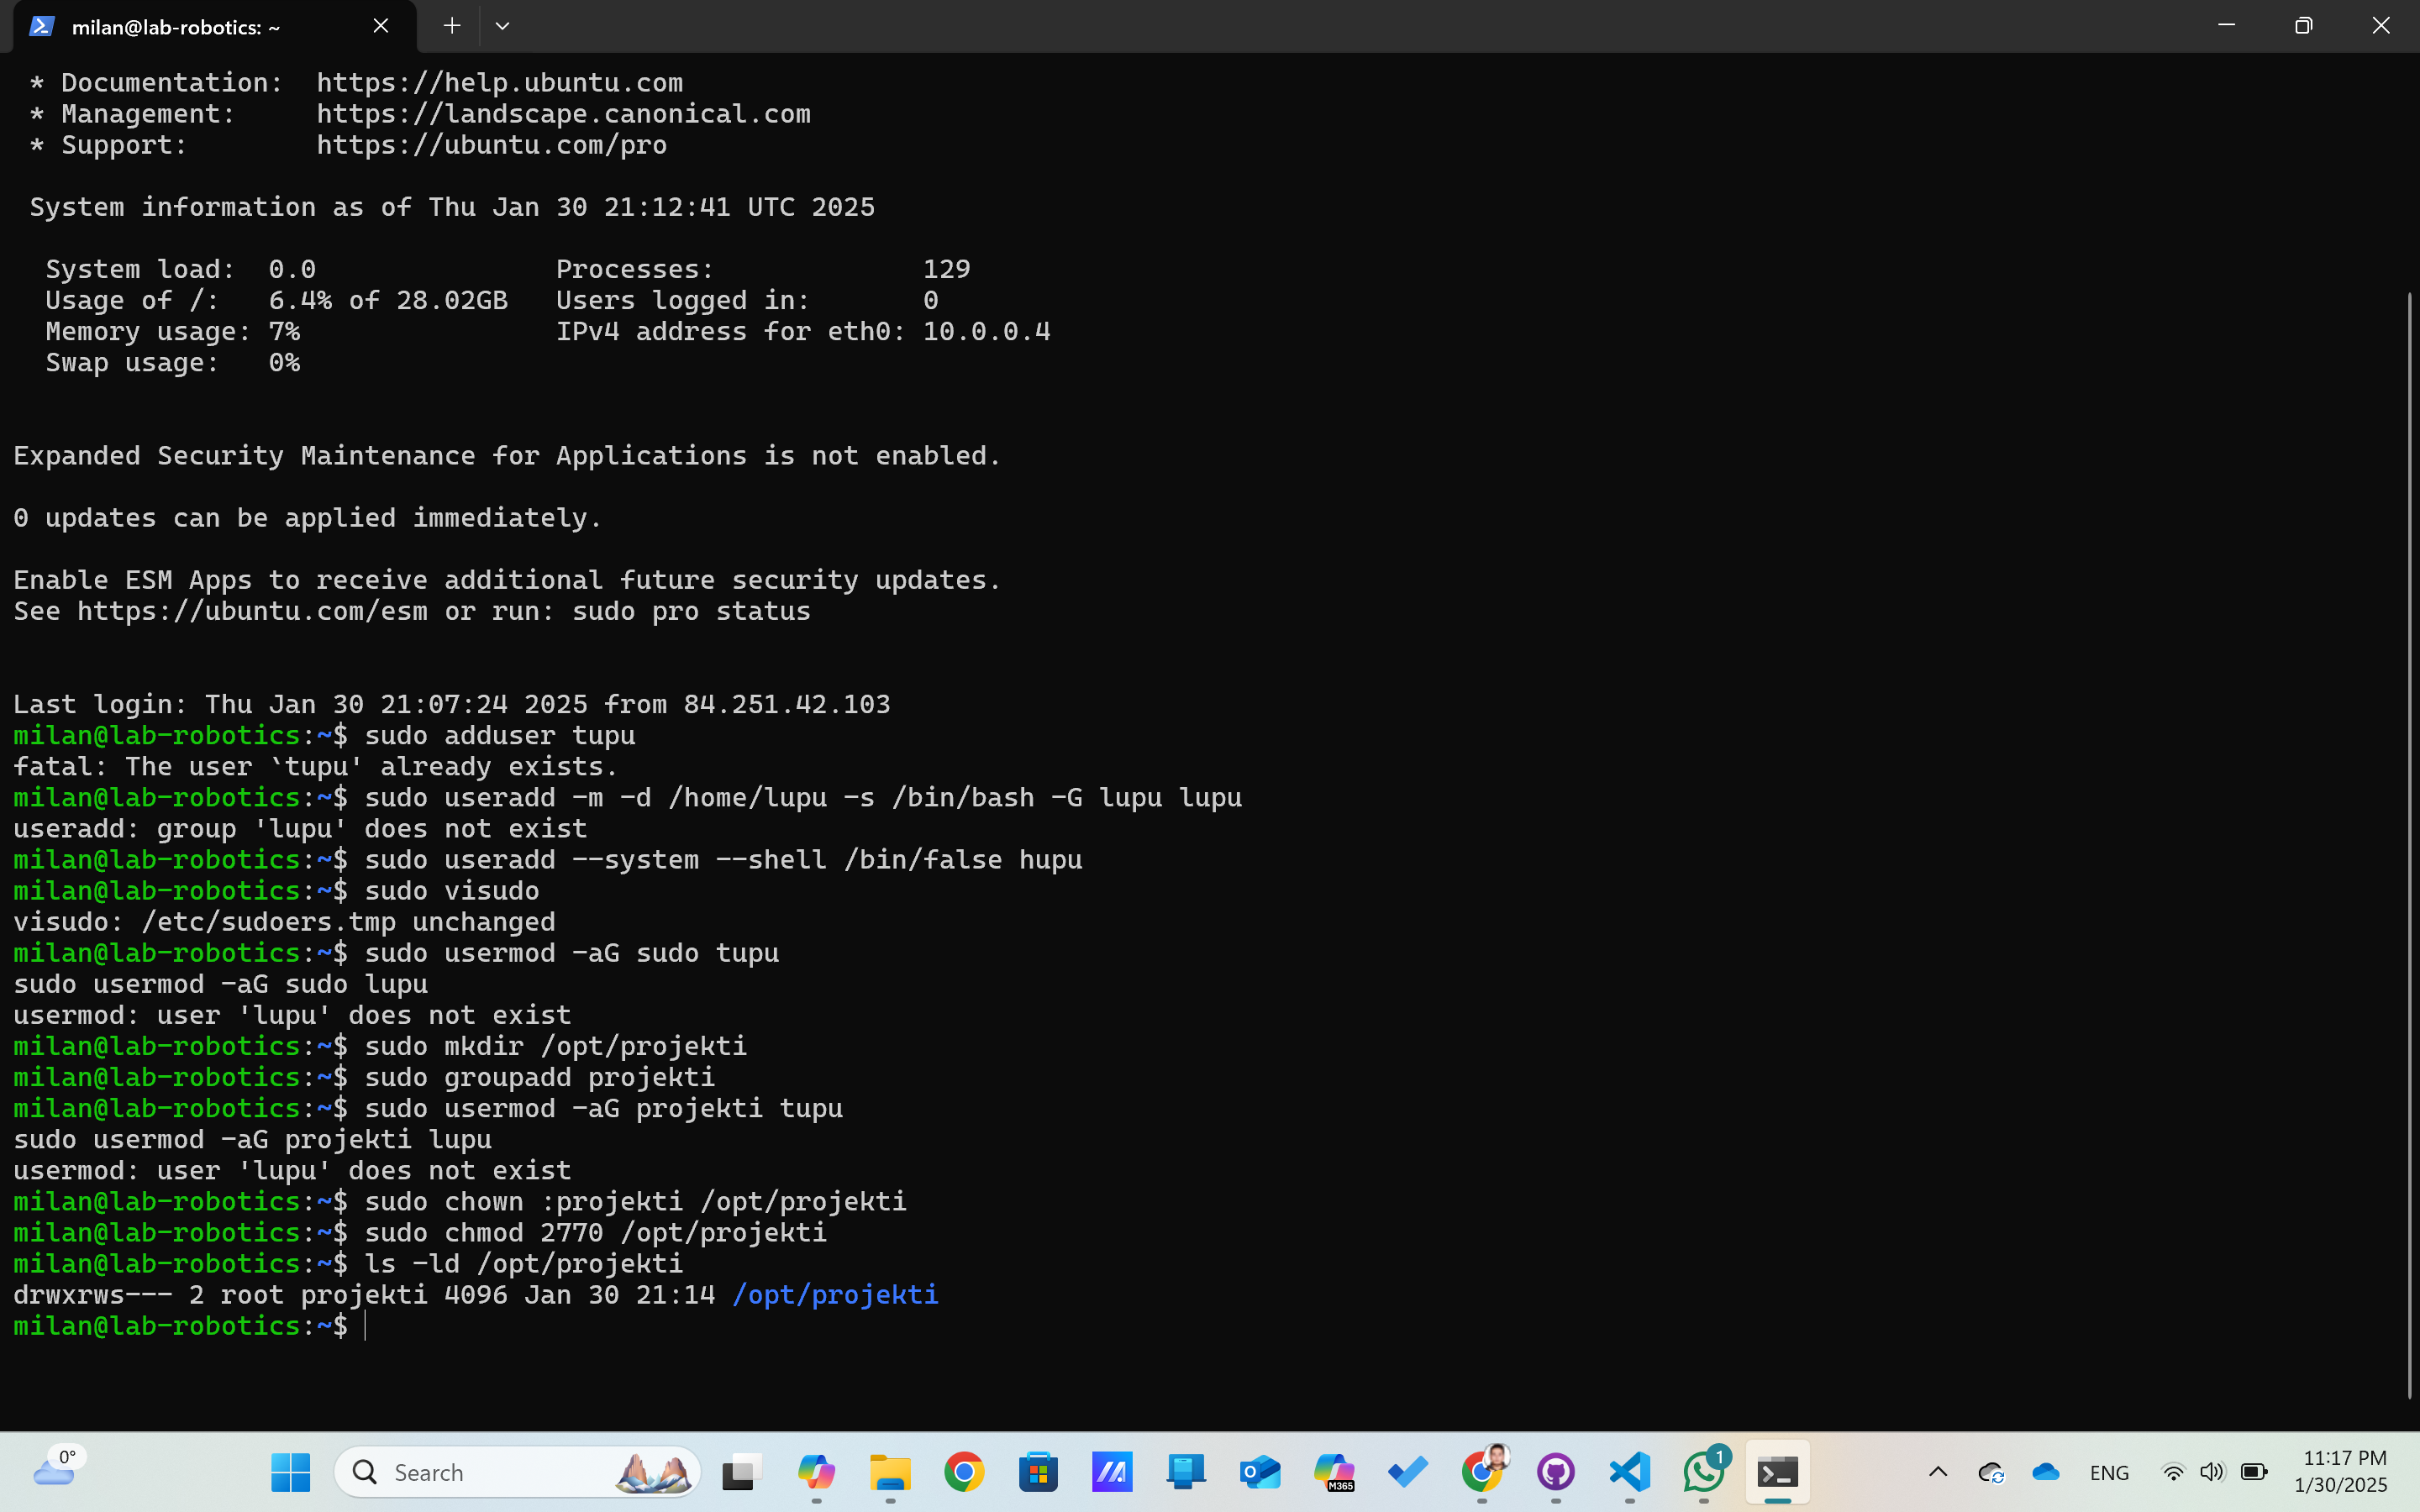 milan@lab-robotics: ~
* Documentation:  https://help.ubuntu.com
* Management:     https://landscape.canonical.com
* Support:        https://ubuntu.com/pro
System information as of Thu Jan 30 21:12:41 UTC 2025
System load:  0.0               Processes:             129
Usage of /:   6.4% of 28.02GB   Users logged in:       0
Memory usage: 7%                IPv4 address for eth0: 10.0.0.4
Swap usage:   0%
Expanded Security Maintenance for Applications is not enabled.
0 updates can be applied immediately.
Enable ESM Apps to receive additional future security updates.
See https://ubuntu.com/esm or run: sudo pro status
Last login: Thu Jan 30 21:07:24 2025 from 84.251.42.103
milan@lab-robotics:~$ sudo adduser tupu
fatal: The user `tupu' already exists.
milan@lab-robotics:~$ sudo useradd -m -d /home/lupu -s /bin/bash -G lupu lupu
useradd: group 'lupu' does not exist
milan@lab-robotics:~$ sudo useradd --system --shell /bin/false hupu
milan@lab-robotics:~$ sudo visudo
visudo: /etc/sudoers.tmp unchanged
milan@lab-robotics:~$ sudo usermod -aG sudo tupu
sudo usermod -aG sudo lupu
usermod: user 'lupu' does not exist
milan@lab-robotics:~$ sudo mkdir /opt/projekti
milan@lab-robotics:~$ sudo groupadd projekti
milan@lab-robotics:~$ sudo usermod -aG projekti tupu
sudo usermod -aG projekti lupu
usermod: user 'lupu' does not exist
milan@lab-robotics:~$ sudo chown :projekti /opt/projekti
milan@lab-robotics:~$ sudo chmod 2770 /opt/projekti
milan@lab-robotics:~$ ls -ld /opt/projekti
drwxrws--- 2 root projekti 4096 Jan 30 21:14 /opt/projekti
milan@lab-robotics:~$
0°
Search
M365
1
ENG
11:17 PM
1/30/2025